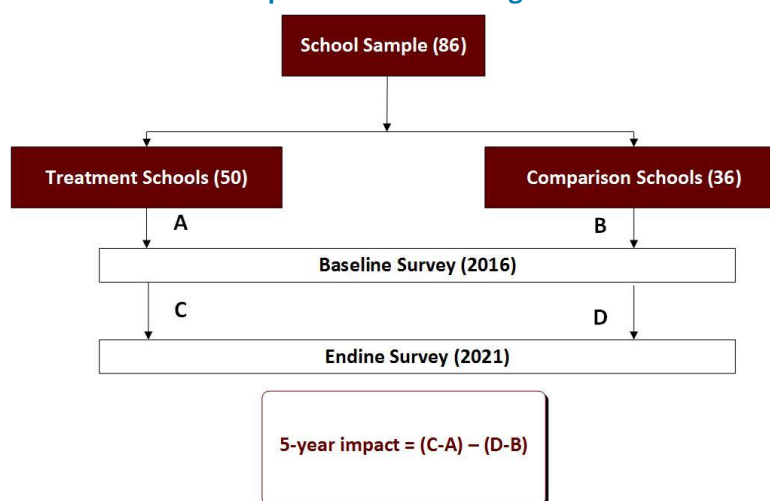 School Sample (86)
Treatment Schools (50)
Comparison Schools (36)
A
B
Baseline Survey (2016)
C
D
Endine Survey (2021)
5-year impact = (C-A) – (D-B)